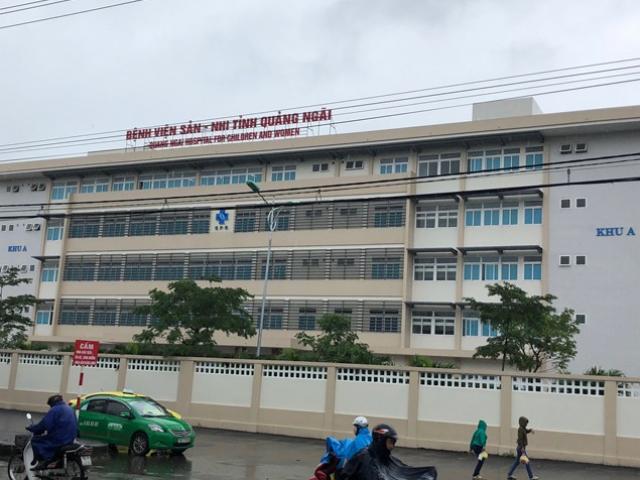 BỆNH VIỆN SẢN - NHI TỈNH QUẢNG NGÃI
QUANG NGAI HOSPITAL FOR CHILDREN AND WOMEN
KHU A
KHU A
CẤM